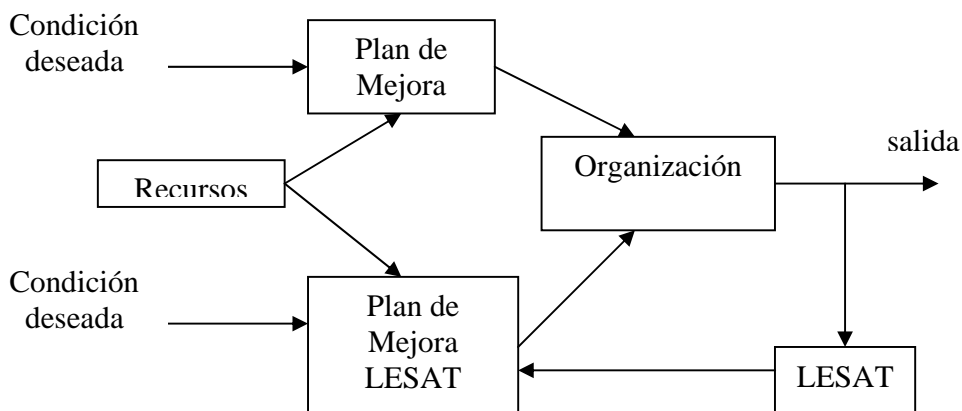 Condición
deseada
Plan de
Mejora
Organización
salida
Recursos
Condición
deseada
Plan de
Mejora
LESAT
LESAT